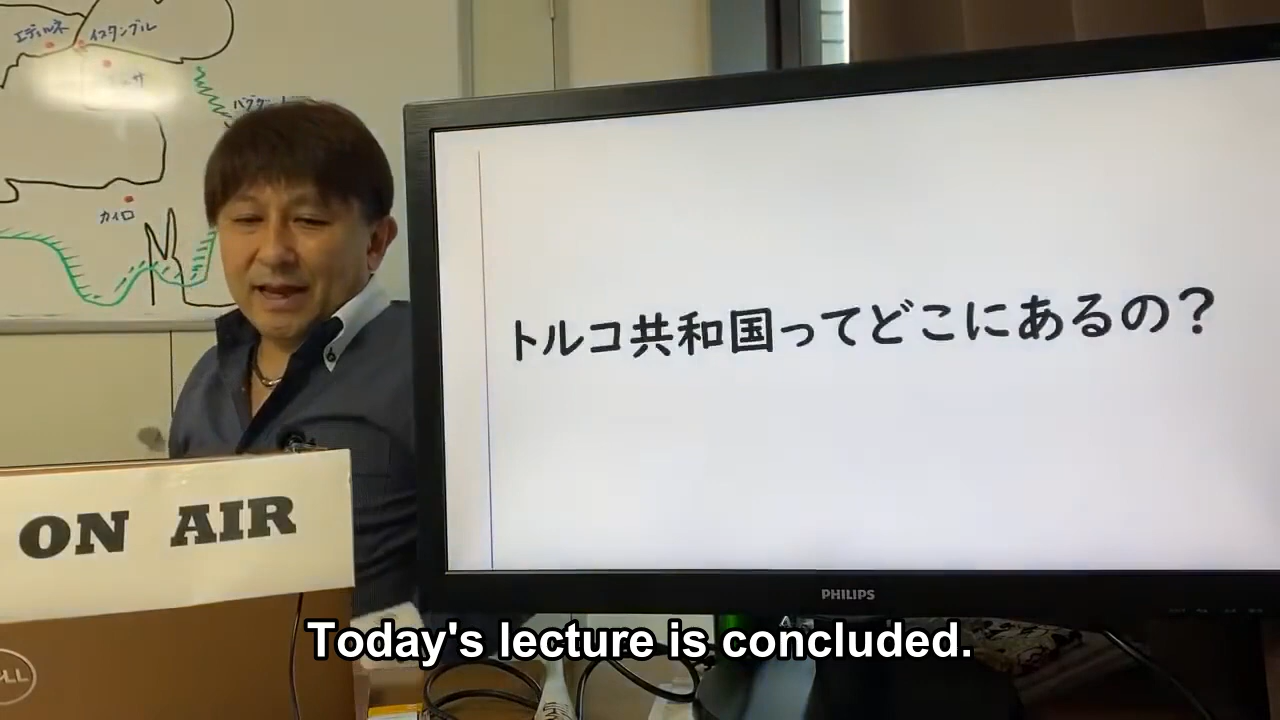 エディルネ
イスタンブル
カイロ
トルコ共和国ってどこにあるの?
ON AIR
PHILIPS
Today's lecture is concluded.